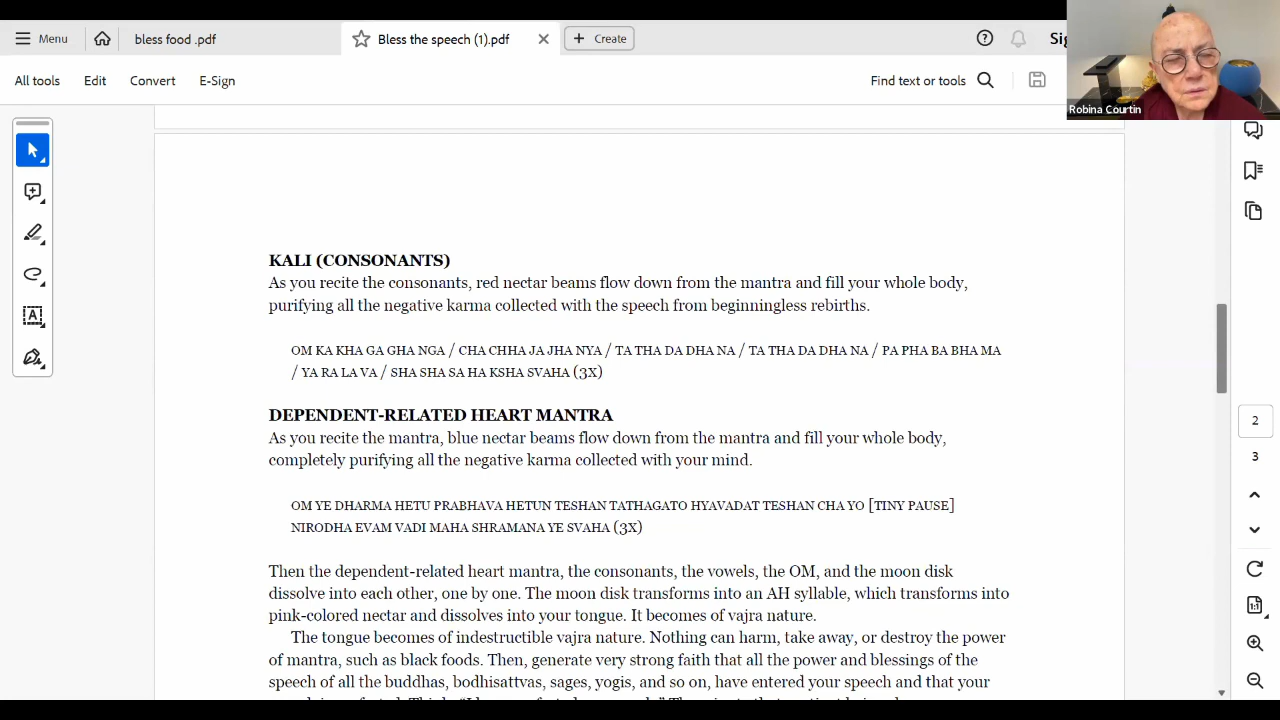 Menu
bless food .pdf
Bless the speech (1).pdf
Create
Sig
All tools
Edit
Convert
E-Sign
Find text or tools
Robina Courtin
KALI (CONSONANTS)
As you recite the consonants, red nectar beams flow down from the mantra and fill your whole body,
purifying all the negative karma collected with the speech from beginningless rebirths.
OM KA KHA GA GHA NGA / CHA CHHA JA JHA NYA / TA THA DA DHA NA / TA THA DA DHA NA / PA PHA BA BHA MA
/ YA RA LA VA / SHA SHA SA HA KSHA SVAHA (3X)
DEPENDENT-RELATED HEART MANTRA
As you recite the mantra, blue nectar beams flow down from the mantra and fill your whole body,
completely purifying all the negative karma collected with your mind.
OM YE DHARMA HETU PRABHAVA HETUN TESHAN TATHAGATO HYAVADAT TESHAN CHA YO [TINY PAUSE]
NIRODHA EVAM VADI MAHA SHRAMANA YE SVAHA (3X)
Then the dependent-related heart mantra, the consonants, the vowels, the OM, and the moon disk
dissolve into each other, one by one. The moon disk transforms into an AH syllable, which transforms into
pink-colored nectar and dissolves into your tongue. It becomes of vajra nature.
The tongue becomes of indestructible vajra nature. Nothing can harm, take away, or destroy the power
of mantra, such as black foods. Then, generate very strong faith that all the power and blessings of the
speech of all the buddhas, bodhisattvas, sages, yogis, and so on, have entered your speech and that your
2
3
1:1
A